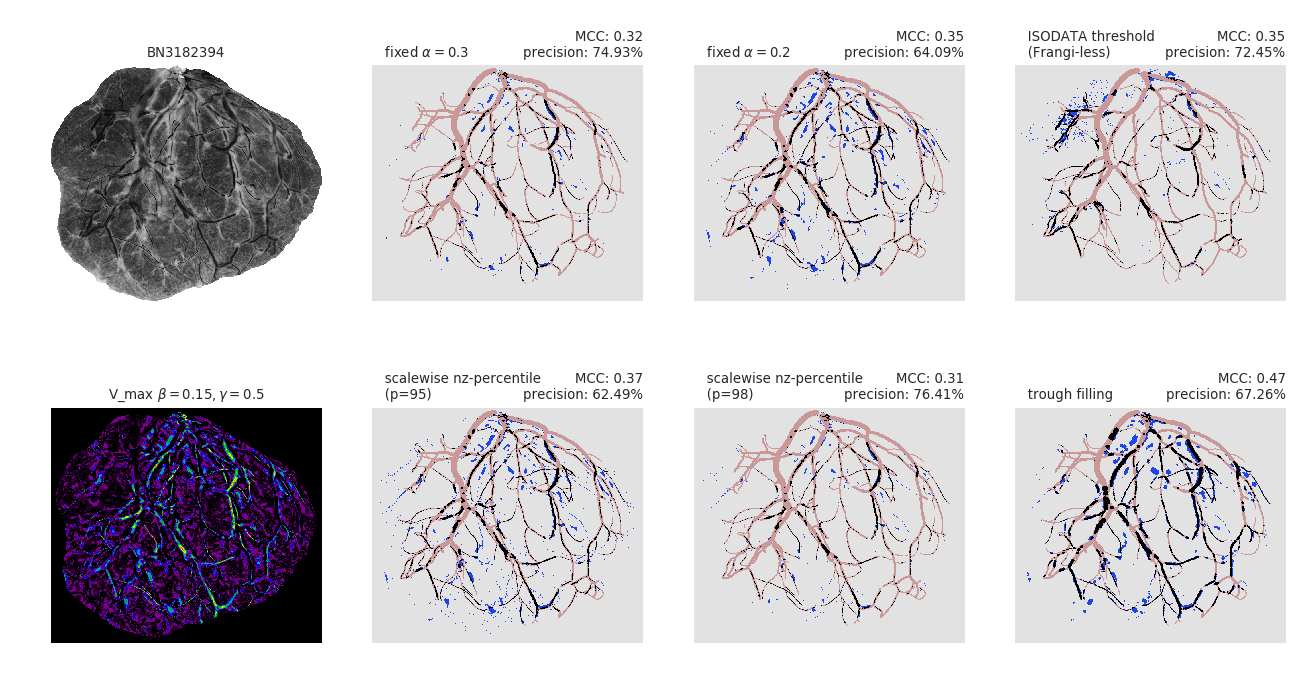 BN3182394
fixed α = 0.3
MCC: 0.32
precision: 74.93%
fixed α = 0.2
MCC: 0.35
precision: 64.09%
ISODATA threshold
(Frangi-less)
MCC: 0.35
precision: 72.45%
V_max β = 0.15, γ = 0.5
scalewise nz-percentile
(p=95)
MCC: 0.37
precision: 62.49%
scalewise nz-percentile
(p=98)
MCC: 0.31
precision: 76.41%
trough filling
MCC: 0.47
precision: 67.26%